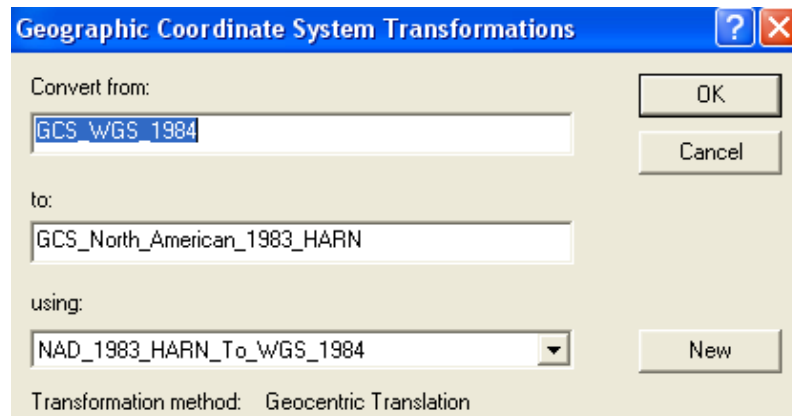 Geographic Coordinate System Transformations ?
Convert from:
OK
GCS_WGS_1984
Cancel
to:
GCS_North_American_1983_HARN
using:
NAD_1983_HARN_To_WGS_1984
New
Transformation method: Geocentric Translation